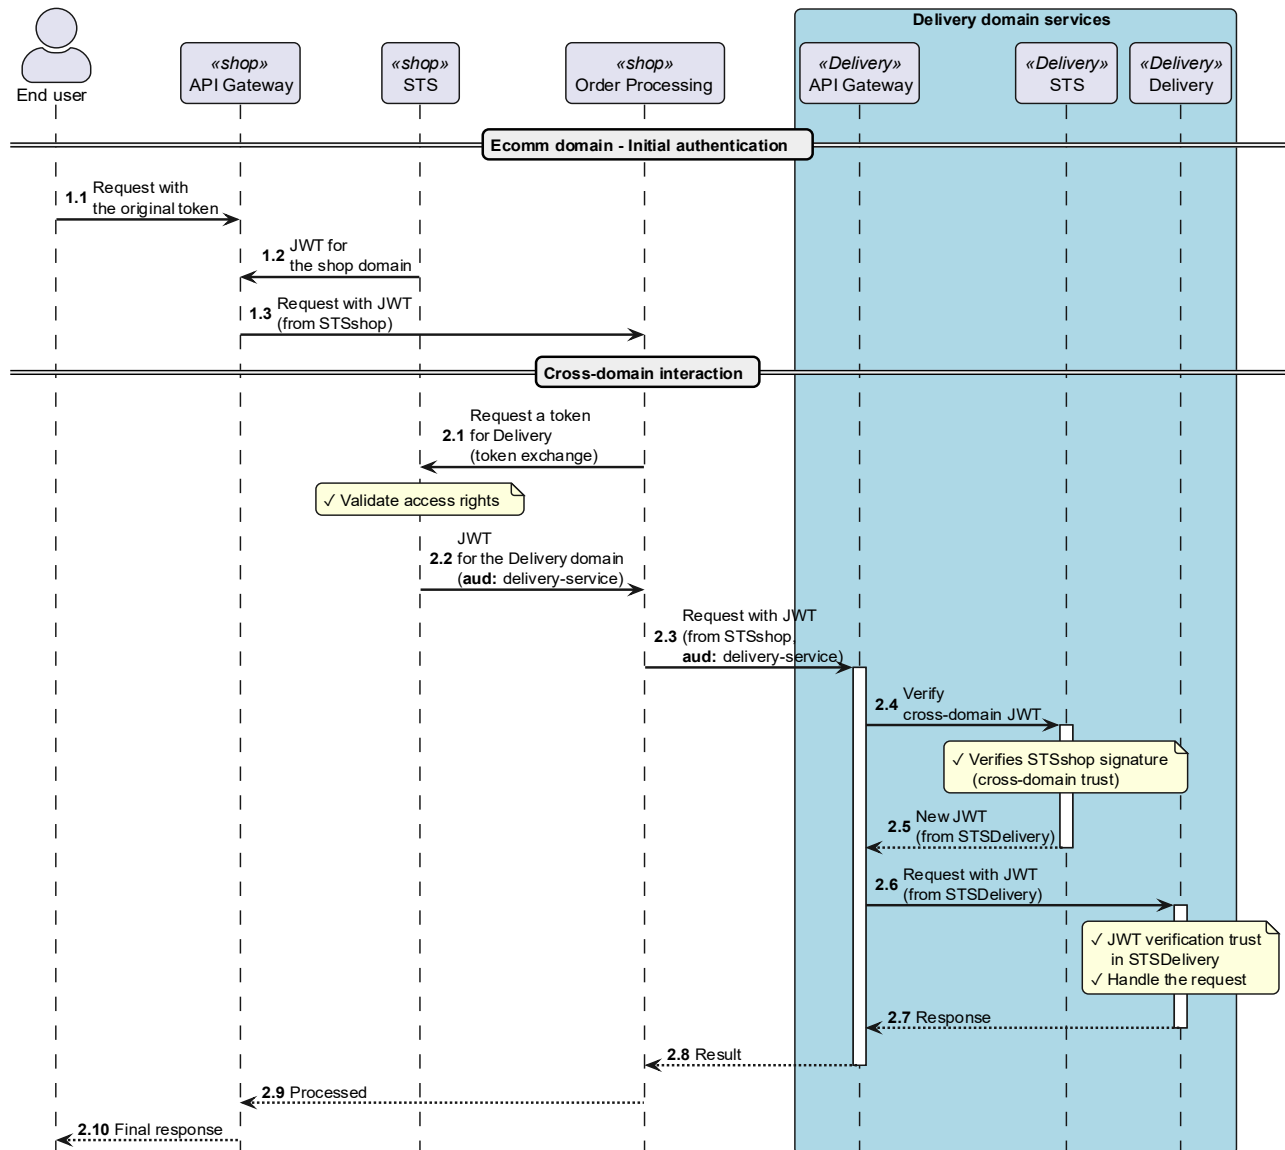 Delivery domain services
End user
«shop»
API Gateway
«shop»
STS
«shop»
Order Processing
«Delivery»
API Gateway
«Delivery»
STS
«Delivery»
Delivery
Ecomm domain - Initial authentication
1.1 Request with
the original token
1.2 JWT for
the shop domain
1.3 Request with JWT
(from STSshop)
Cross-domain interaction
Request a token
2.1 for Delivery
(token exchange)
✓ Validate access rights
JWT
2.2 for the Delivery domain
(aud: delivery-service)
Request with JWT
2.3 (from STSshop,
aud: delivery-service)
2.4 Verify
cross-domain JWT
✓ Verifies STSshop signature
(cross-domain trust)
2.5 New JWT
(from STSDelivery)
2.6 Request with JWT
(from STSDelivery)
✓ JWT verification trust
in STSDelivery
✓ Handle the request
2.7 Response
2.8 Result
2.9 Processed
2.10 Final response